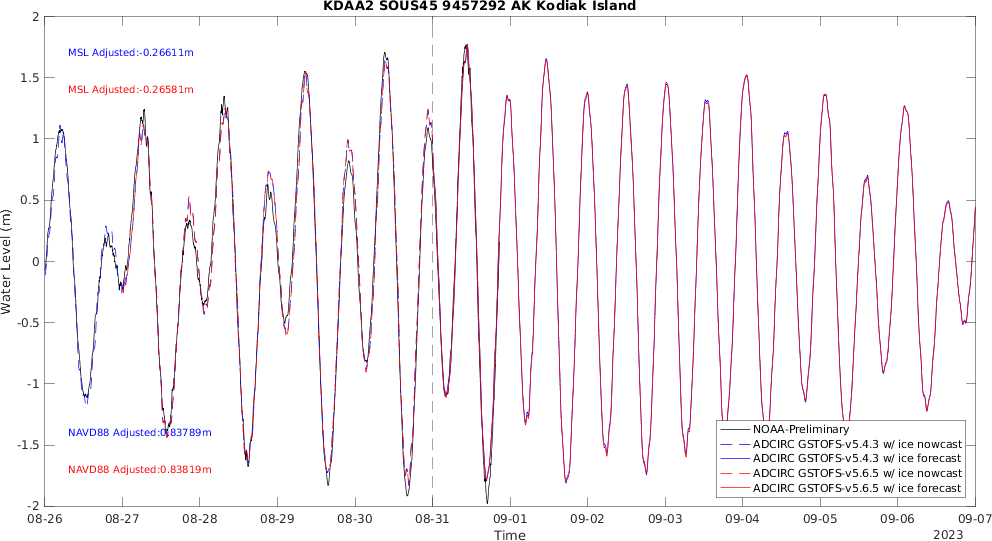 KDAA2 SOUS45 9457292 AK Kodiak Island
2
1.5
1
0.5
0
-0.5
-1
-1.5
-2
Water Level (m)
MSL Adjusted:-0.26611m
MSL Adjusted:-0.26581m
NAVD88 Adjusted:0.83789m
NAVD88 Adjusted:0.83819m
NOAA-Preliminary
ADCIRC GSTOFS-v5.4.3 w/ ice nowcast
ADCIRC GSTOFS-v5.4.3 w/ ice forecast
ADCIRC GSTOFS-v5.6.5 w/ ice nowcast
ADCIRC GSTOFS-v5.6.5 w/ ice forecast
08-26 08-27 08-28 08-29 08-30 08-31 09-01 09-02 09-03 09-04 09-05 09-06 09-07
Time
2023